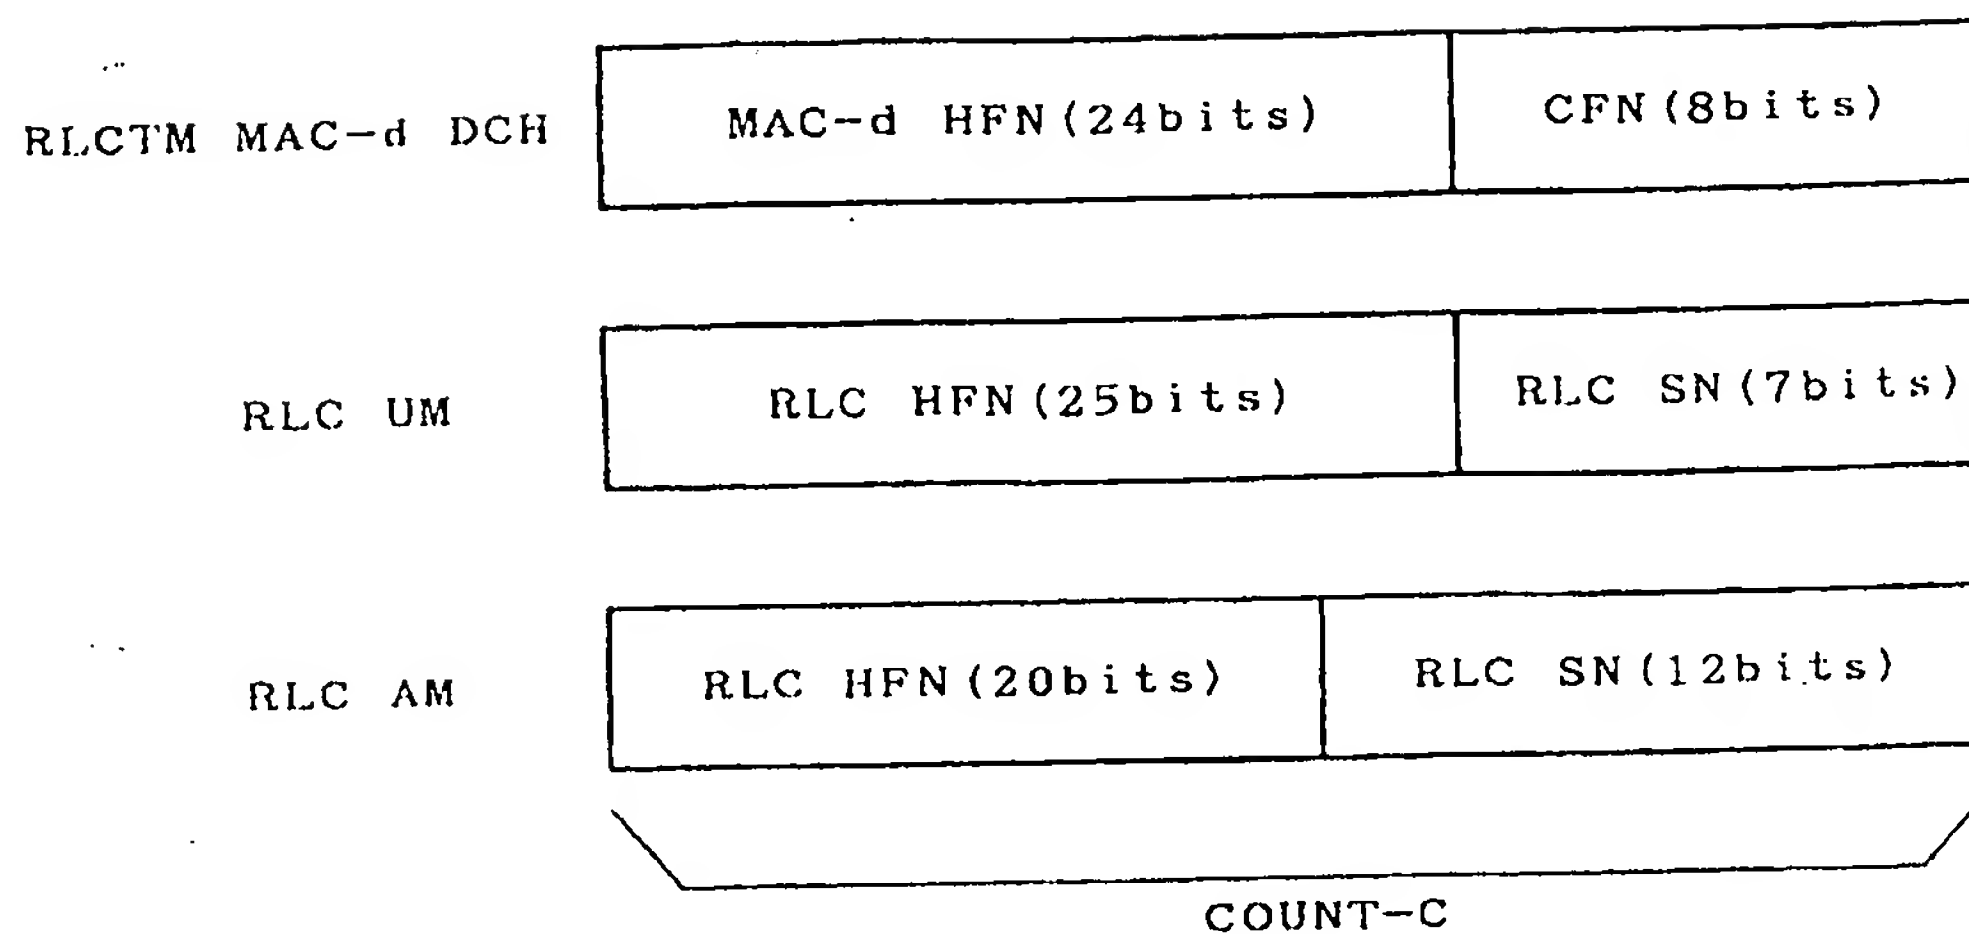 RLCTM MAC-d DCH MAC-d HFN(24bits) CFN(8bits)
RLC UM RLC HFN(25bits) RLC SN(7bits)
RLC AM RLC HFN(20bits) RLC SN(12bits)
COUNT-C